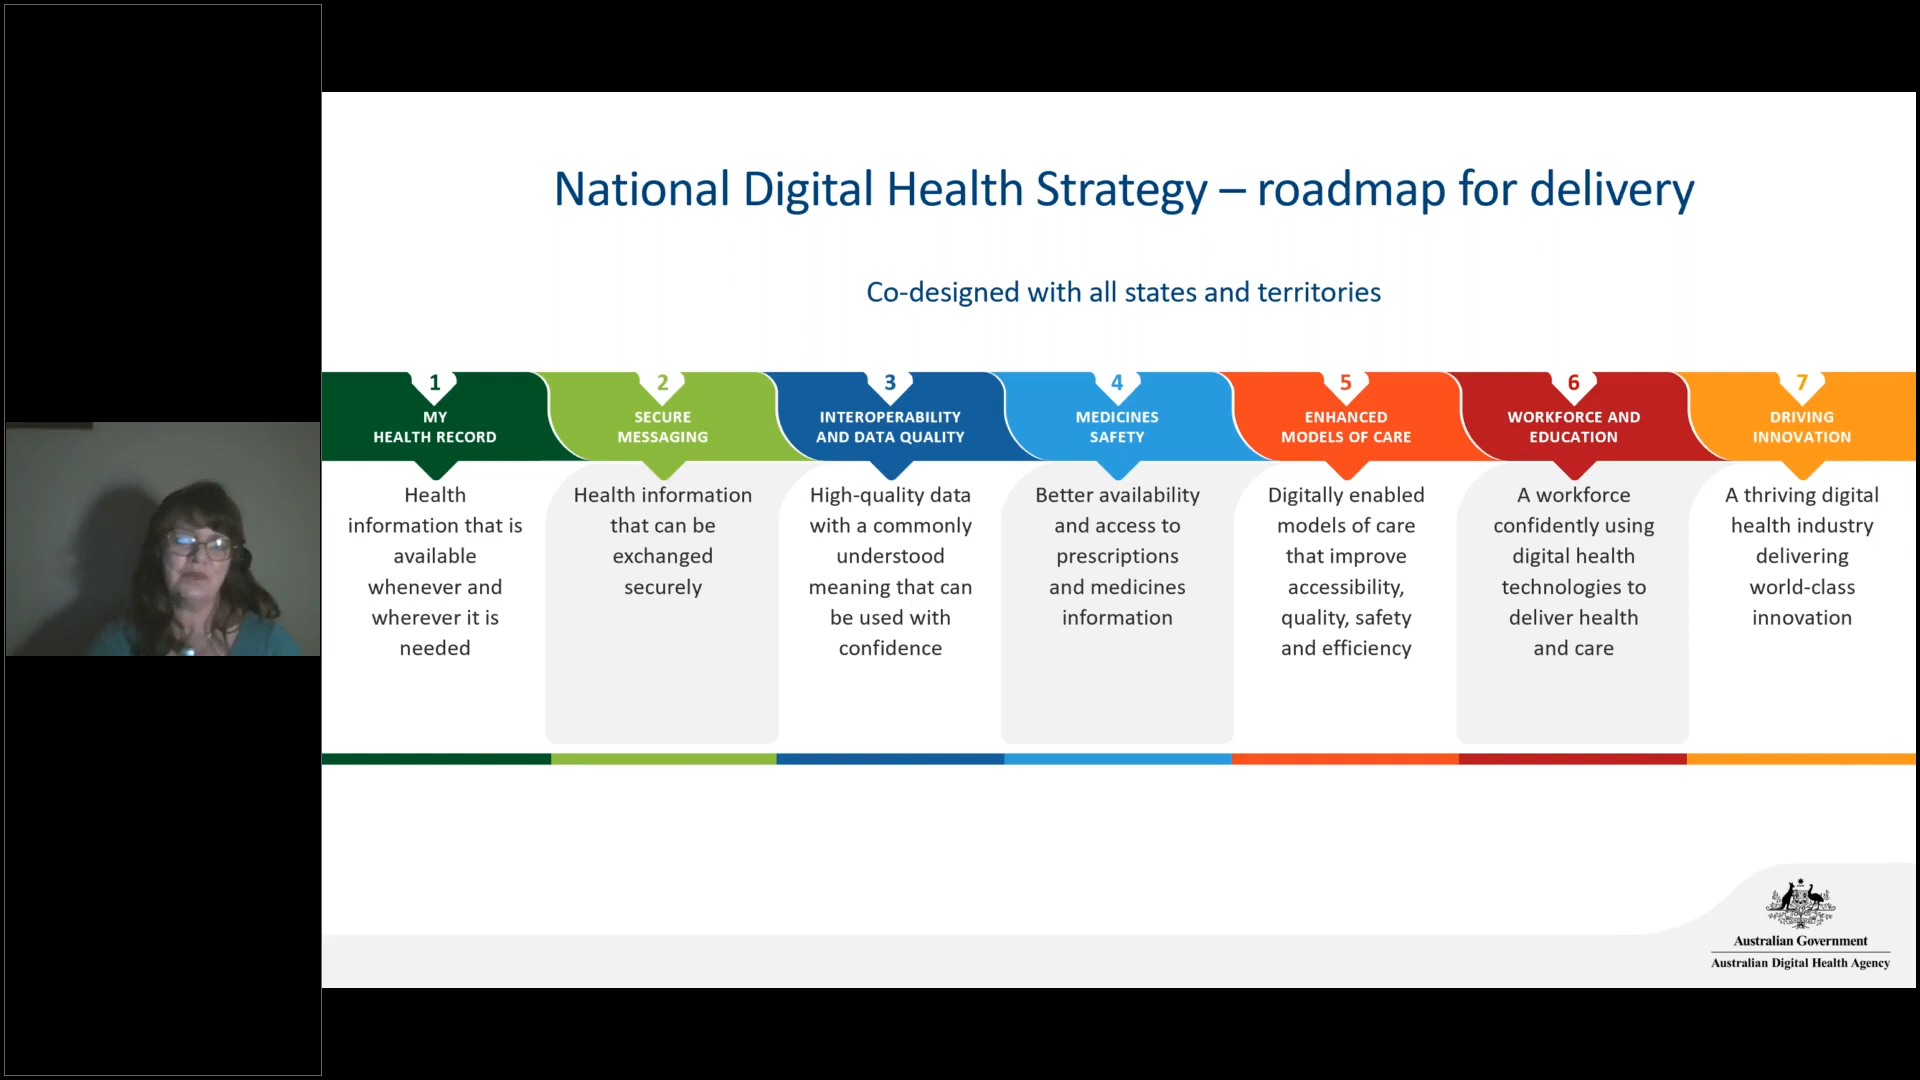 National Digital Health Strategy – roadmap for delivery
Co-designed with all states and territories
1
MY
HEALTH RECORD
Health
information that is
available
whenever and
wherever it is
needed
2
SECURE
MESSAGING
Health information
that can be
exchanged
securely
3
INTEROPERABILITY
AND DATA QUALITY
High-quality data
with a commonly
understood
meaning that can
be used with
confidence
4
MEDICINES
SAFETY
Better availability
and access to
prescriptions
and medicines
information
5
ENHANCED
MODELS OF CARE
Digitally enabled
models of care
that improve
accessibility,
quality, safety
and efficiency
6
WORKFORCE AND
EDUCATION
A workforce
confidently using
digital health
technologies to
deliver health
and care
7
DRIVING
INNOVATION
A thriving digital
health industry
delivering
world-class
innovation
Australian Government
Australian Digital Health Agency